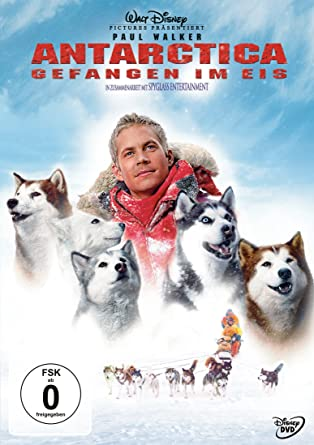 WALT DISNEY
PICTURES PRÄSENTIERT
PAUL WALKER
ANTARCTICA
GEFANGEN IM EIS
IN ZUSAMMENARBEIT MIT SPYGLASS ENTERTAINMENT
FSK
ab
0
freigegeben
Disney
DVD